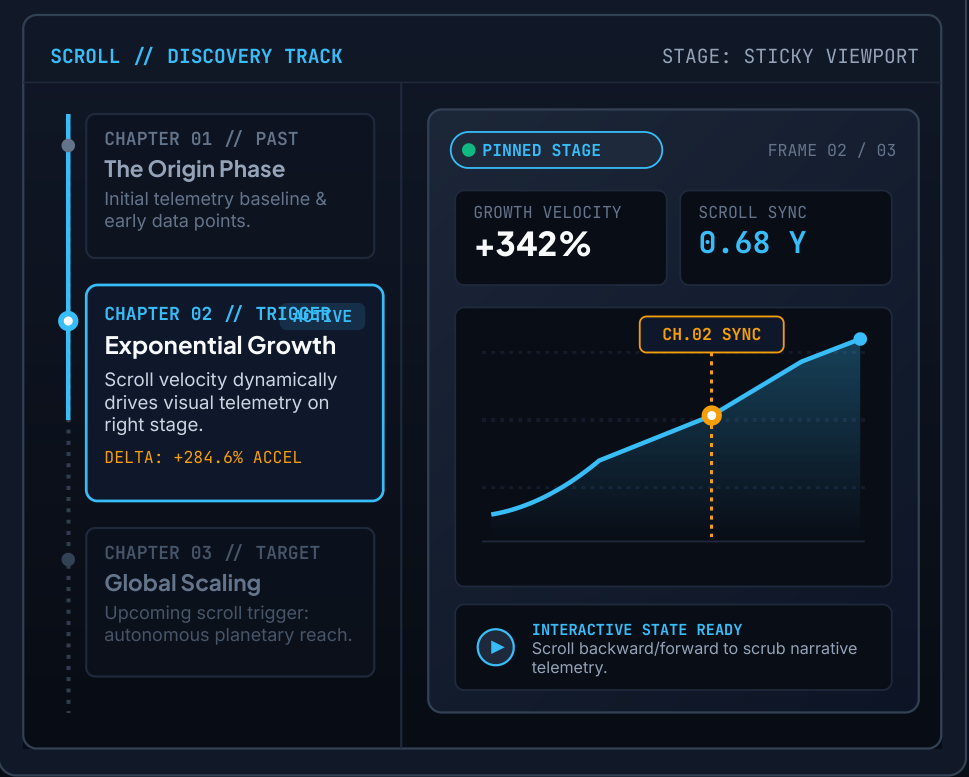 SCROLL // DISCOVERY TRACK
STAGE: STICKY VIEWPORT
CHAPTER 01 // PAST
The Origin Phase
Initial telemetry baseline &
early data points.
CHAPTER 02 // TRIGGER
ACTIVE
Exponential Growth
Scroll velocity dynamically
drives visual telemetry on
right stage.
DELTA: +284.6% ACCEL
CHAPTER 03 // TARGET
Global Scaling
Upcoming scroll trigger:
autonomous planetary reach.
PINNED STAGE
FRAME 02 / 03
GROWTH VELOCITY
+342%
SCROLL SYNC
0.68 Y
CH.02 SYNC
INTERACTIVE STATE READY
Scroll backward/forward to scrub narrative
telemetry.